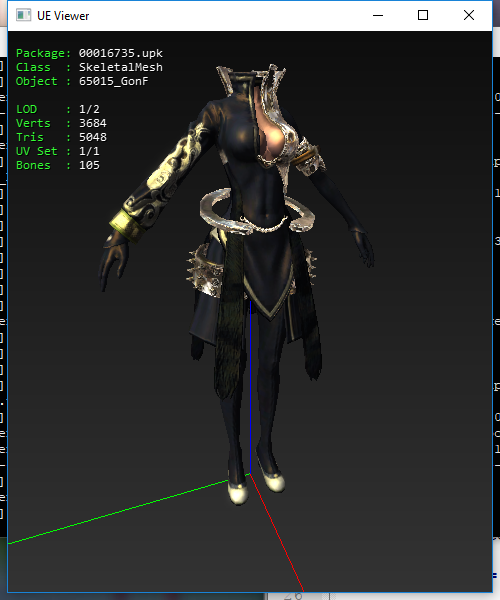 UE Viewer
Package: 00016735.upk
Class : SkeletalMesh
Object : 65015_GonF
LOD : 1/2
Verts : 3684
Tris : 5048
UV Set : 1/1
Bones : 105
26